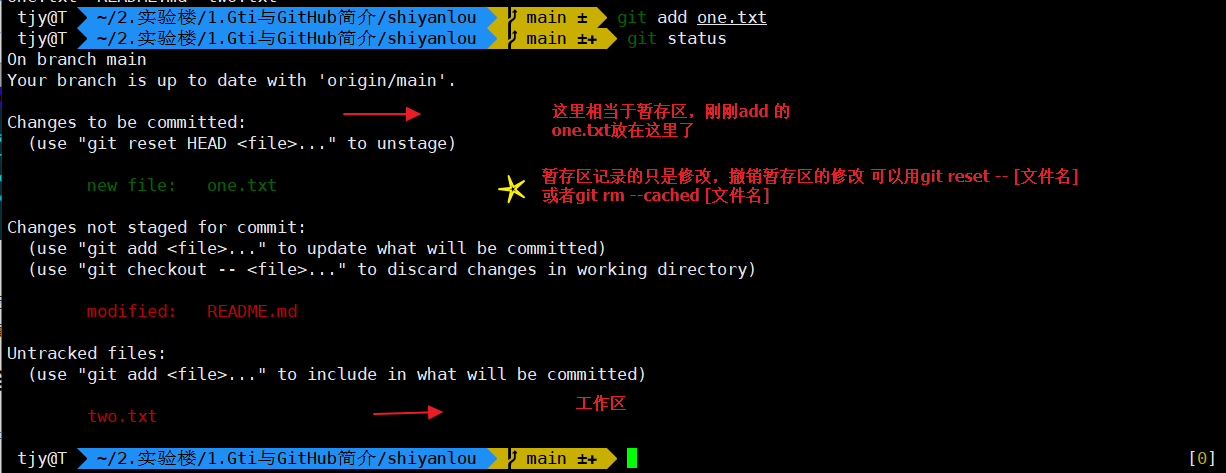 tjy@T ~/2.实验楼/1.Gti与GitHub简介/shiyanlou main ± git add one.txt
tjy@T ~/2.实验楼/1.Gti与GitHub简介/shiyanlou main ±+ git status
On branch main
Your branch is up to date with 'origin/main'.
Changes to be committed:
(use "git reset HEAD <file>..." to unstage)
这里相当于暂存区，刚刚add 的
one.txt放在这里了
new file: one.txt
暂存区记录的只是修改，撤销暂存区的修改 可以用git reset -- [文件名]
或者git rm --cached [文件名]
Changes not staged for commit:
(use "git add <file>..." to update what will be committed)
(use "git checkout -- <file>..." to discard changes in working directory)
modified: README.md
Untracked files:
(use "git add <file>..." to include in what will be committed)
two.txt
工作区
tjy@T ~/2.实验楼/1.Gti与GitHub简介/shiyanlou main ±+ [0]